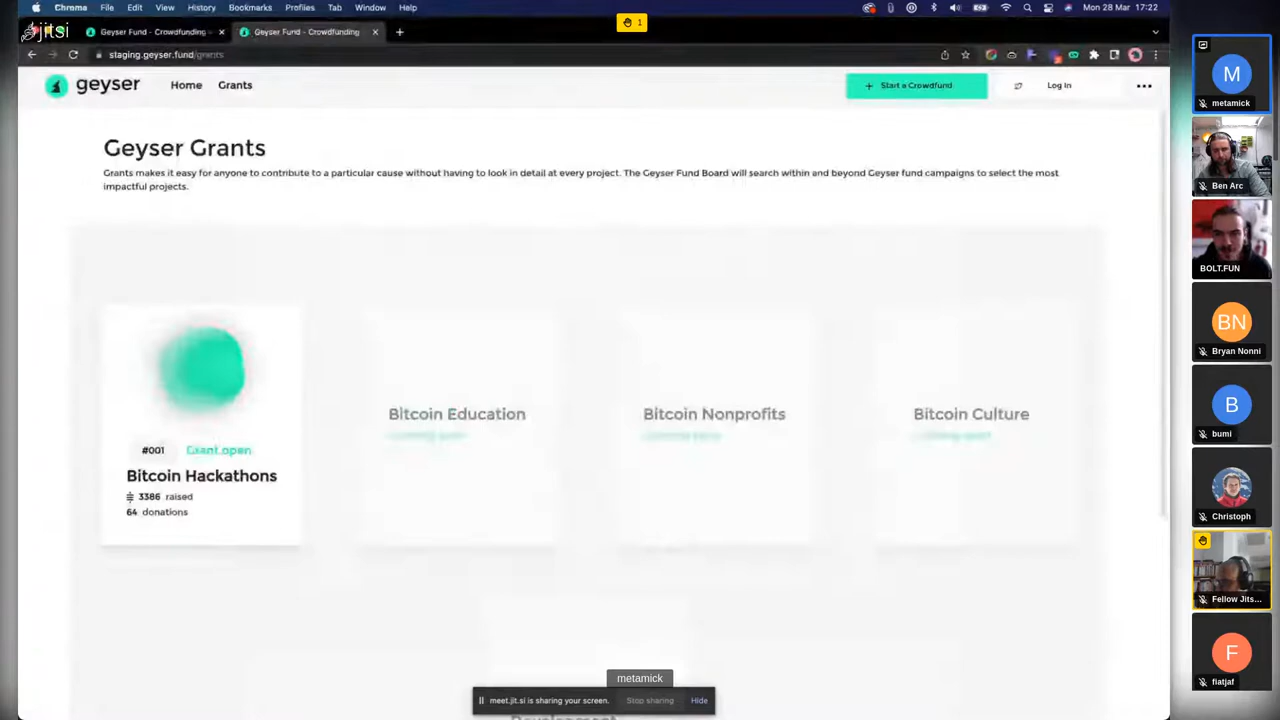 Chrome File Edit View History Bookmarks Profiles Tab Window Help
1
Mon 28 Mar 17:22
jitsi
Geyser Fund - Crowdfunding
Geyser Fund - Crowdfunding
staging.geyser.fund/grants
geyser
Home
Grants
+ Start a Crowdfund
Log In
Geyser Grants
Grants makes it easy for anyone to contribute to a particular cause without having to look in detail at every project. The Geyser Fund Board will search within and beyond Geyser fund campaigns to select the most
impactful projects.
#001
Grant open
Bitcoin Hackathons
3386 raised
64 donations
Bitcoin Education
Bitcoin Nonprofits
Bitcoin Culture
metamick
meet.jit.si is sharing your screen.
Stop sharing
Hide
M
metamick
Ben Arc
BOLT.FUN
BN
Bryan Nonni
B
bumi
Christoph
Fellow Jits...
F
fiatjaf